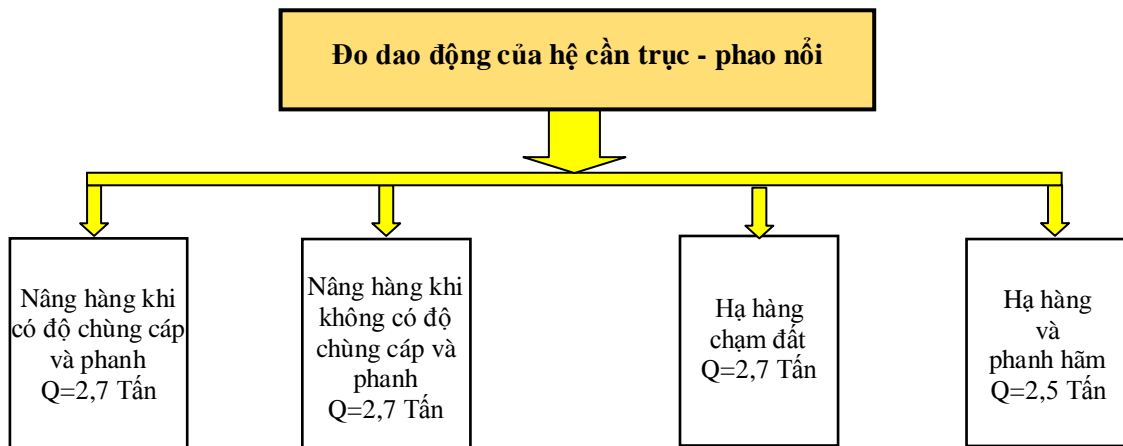 Đo dao động của hệ cần trục - phao nổi
Nâng hàng khi
có độ chùng cáp
và phanh
Q=2,7 Tấn
Nâng hàng khi
không có độ
chùng cáp và
phanh
Q=2,7 Tấn
Hạ hàng
chạm đất
Q=2,7 Tấn
Hạ hàng
và
phanh hãm
Q=2,5 Tấn